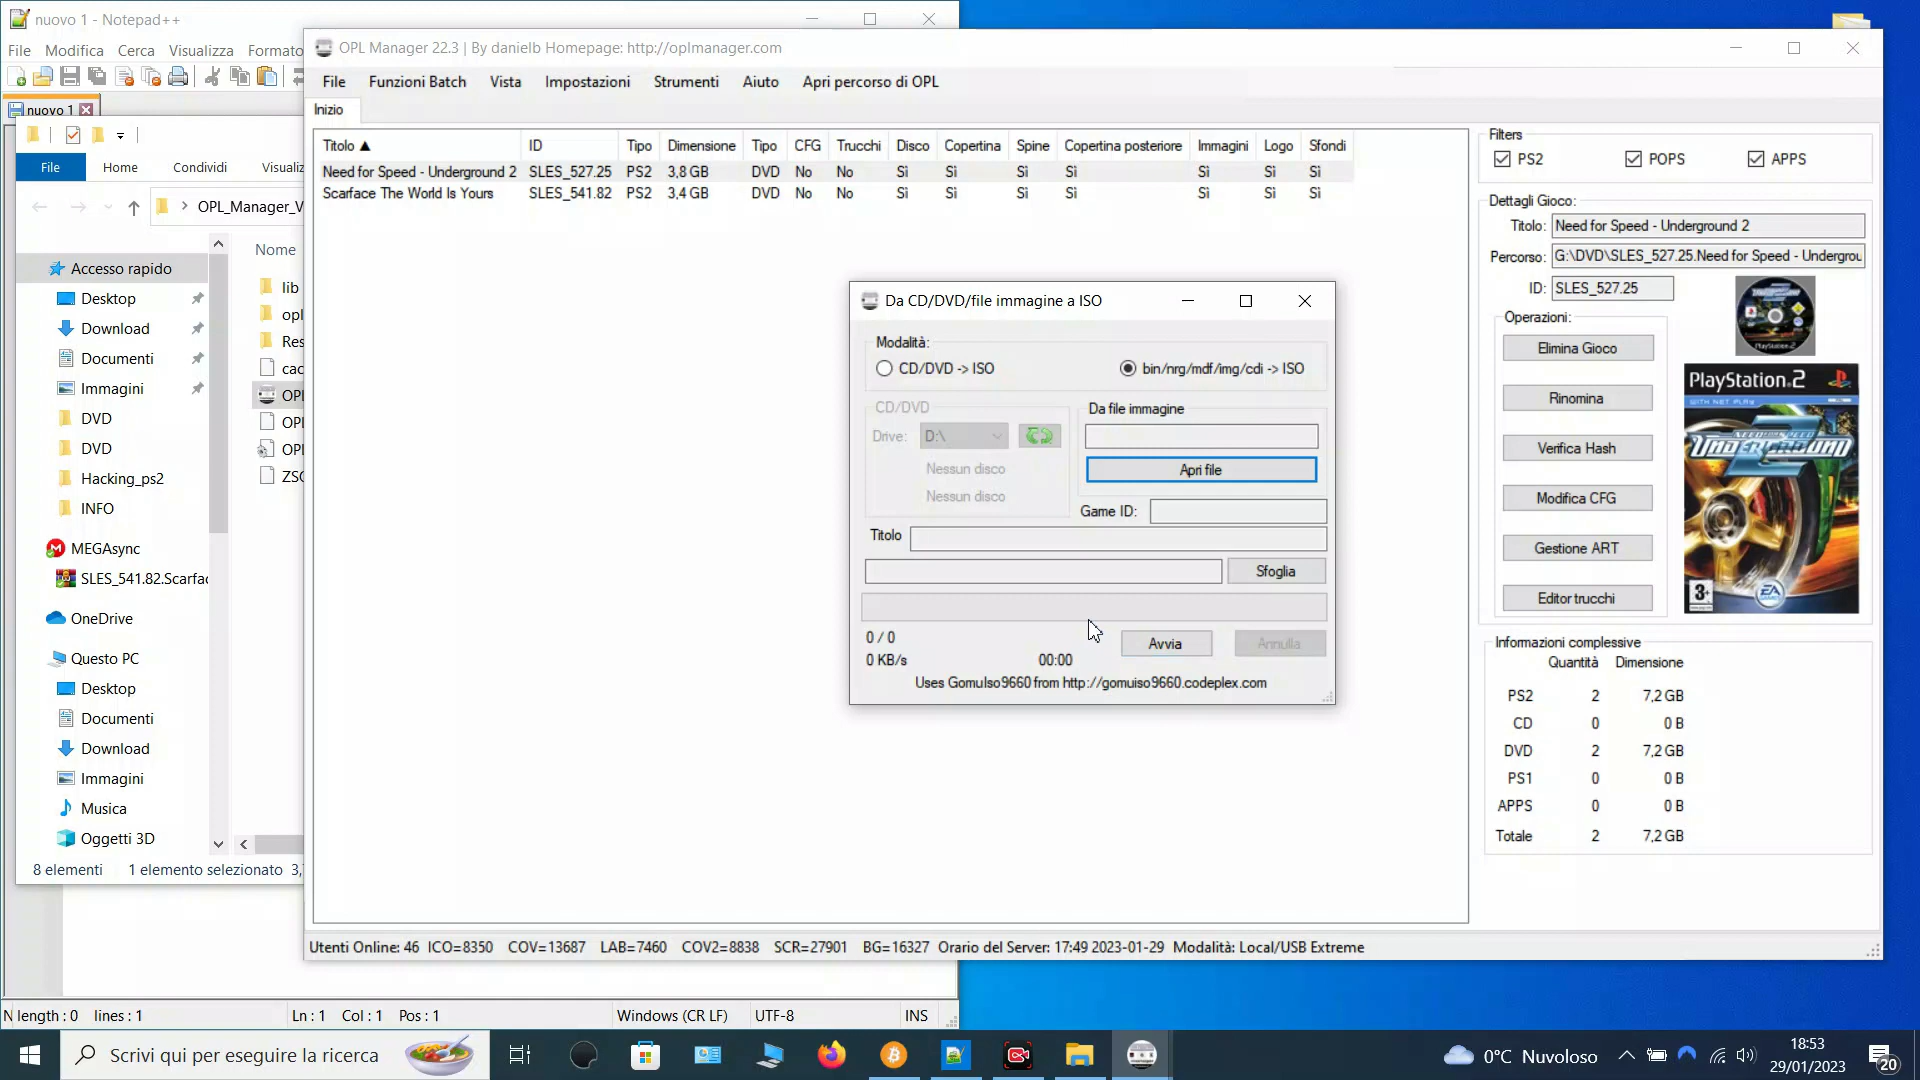 nuovo 1 - Notepad++
File Modifica Cerca Visualizza Formato
nuovo 1
File Home Condividi Visualiz
OPL_Manager_V
Nome
Accesso rapido
Desktop
Download
Documenti
Immagini
DVD
DVD
Hacking_ps2
INFO
MEGAsync
SLES_541.82.Scarfac
OneDrive
Questo PC
Desktop
Documenti
Download
Immagini
Musica
Oggetti 3D
lib
opl
Res
cac
OPL
OPL
OPL
ZSC
8 elementi 1 elemento selezionato 3,
OPL Manager 22.3 | By danielb Homepage: http://oplmanager.com
File Funzioni Batch Vista Impostazioni Strumenti Aiuto Apri percorso di OPL
Inizio
Titolo ID Tipo Dimensione Tipo CFG Trucchi Disco Copertina Spine Copertina posteriore Immagini Logo Sfondi
Need for Speed - Underground 2 SLES_527.25 PS2 3,8 GB DVD No No Sì Sì Sì Sì Sì Sì Sì
Scarface The World Is Yours SLES_541.82 PS2 3,4 GB DVD No No Sì Sì Sì Sì Sì Sì Sì
Da CD/DVD/file immagine a ISO
Modalità:
CD/DVD -> ISO bin/nrg/mdf/img/cdi -> ISO
CD/DVD
Drive: D:\
Nessun disco
Nessun disco
Da file immagine
Apri file
Game ID:
Titolo
Sfoglia
0 / 0
0 KB/s 00:00 Avvia Annulla
Uses GomuIso9660 from http://gomuiso9660.codeplex.com
Filters
PS2 POPS APPS
Dettagli Gioco:
Titolo: Need for Speed - Underground 2
Percorso: G:\DVD\SLES_527.25.Need for Speed - Undergrou
ID: SLES_527.25
Operazioni:
Elimina Gioco
Rinomina
Verifica Hash
Modifica CFG
Gestione ART
Editor trucchi
PlayStation.2
WITH NET PLAY
NEED FOR SPEED
UNDERGROUND
2
3+
EA
Informazioni complessive
Quantità Dimensione
PS2 2 7,2 GB
CD 0 0 B
DVD 2 7,2 GB
PS1 0 0 B
APPS 0 0 B
Totale 2 7,2 GB
Utenti Online: 46 ICO=8350 COV=13687 LAB=7460 COV2=8838 SCR=27901 BG=16327 Orario del Server: 17:49 2023-01-29 Modalità: Local/USB Extreme
N length : 0 lines : 1 Ln : 1 Col : 1 Pos : 1 Windows (CR LF) UTF-8 INS
Scrivi qui per eseguire la ricerca
0°C Nuvoloso
18:53
29/01/2023
20